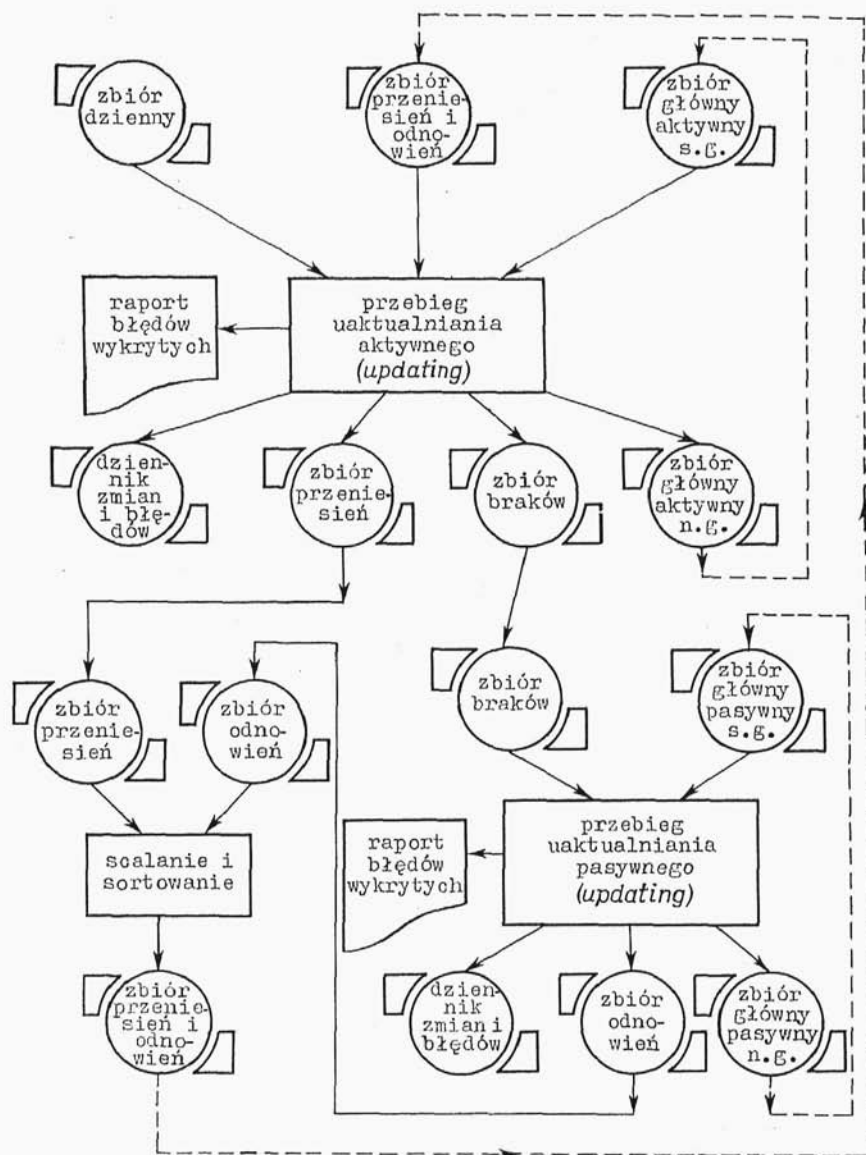 zbiór
dzienny
zbiór
przenie-
sień i
odno-
wień
zbiór
główny
aktywny
s.g.
raport
błędów
wykrytych
przebieg
uaktualniania
aktywnego
(updating)
dzien-
nik
zmian
i błę-
dów
zbiór
przenie-
sień
zbiór
braków
zbiór
główny
aktywny
n.g.
zbiór
przenie-
sień
zbiór
odno-
wień
zbiór
braków
zbiór
główny
pasywny
s.g.
scalanie i
sortowanie
raport
błędów
wykrytych
przebieg
uaktualniania
pasywnego
(updating)
zbiór
przenie-
sień i
odno-
wień
dzien-
nik
zmian i
błędów
zbiór
odno-
wień
zbiór
główny
pasywny
n.g.